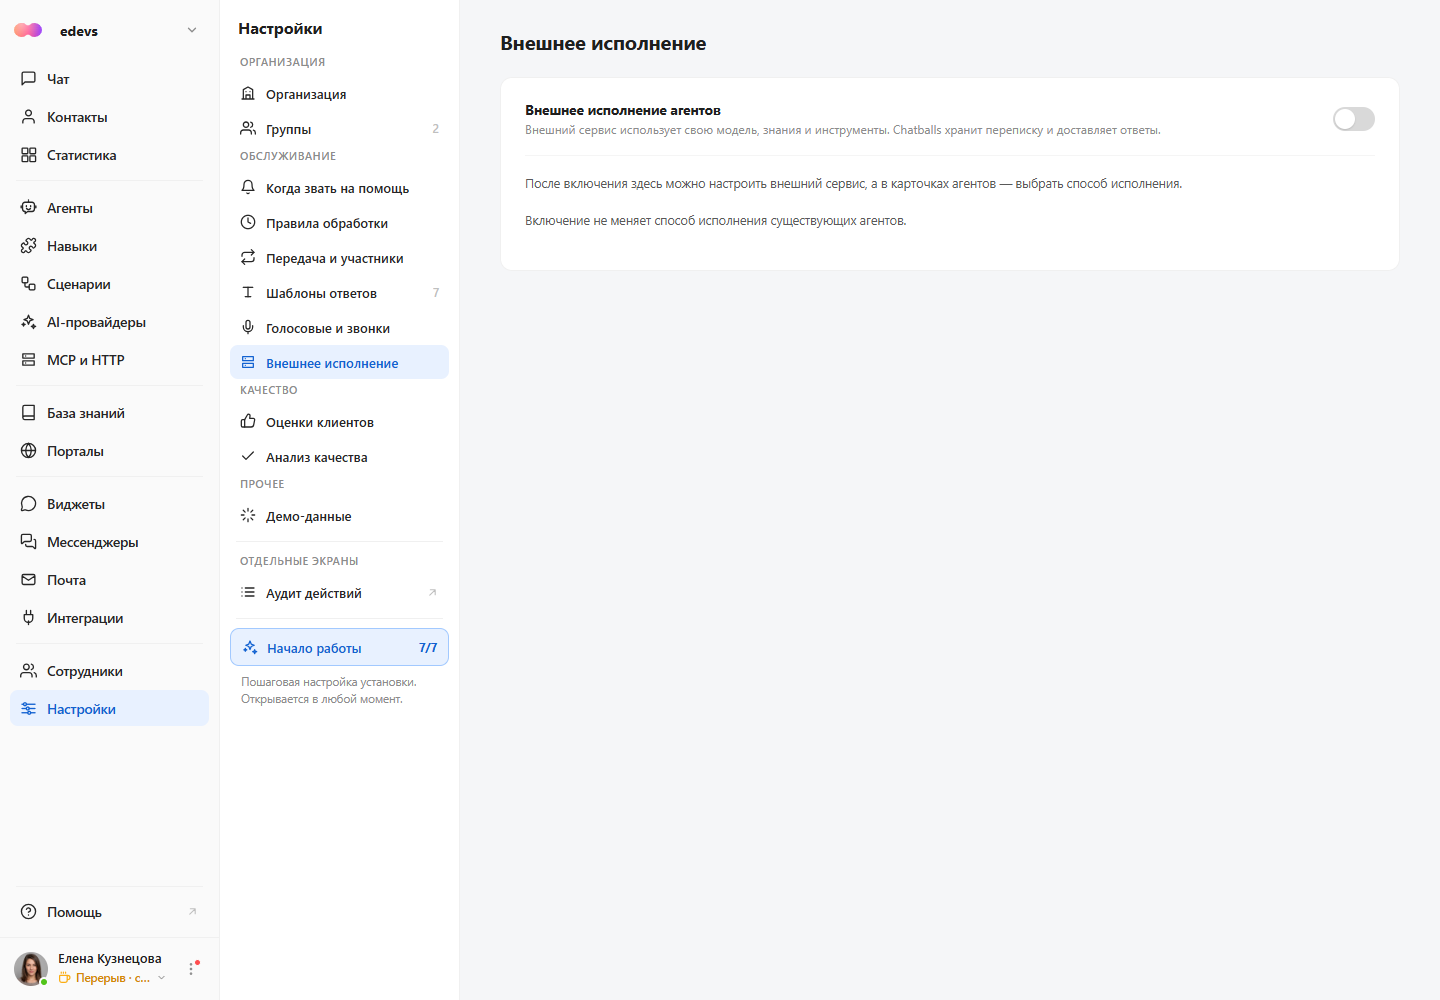 edevs
Чат
Контакты
Статистика
Агенты
Навыки
Сценарии
AI-провайдеры
MCP и HTTP
База знаний
Порталы
Виджеты
Мессенджеры
Почта
Интеграции
Сотрудники
Настройки
Помощь
Елена Кузнецова
Перерыв · с...
Настройки
ОРГАНИЗАЦИЯ
Организация
Группы 2
ОБСЛУЖИВАНИЕ
Когда звать на помощь
Правила обработки
Передача и участники
Шаблоны ответов 7
Голосовые и звонки
Внешнее исполнение
КАЧЕСТВО
Оценки клиентов
Анализ качества
ПРОЧЕЕ
Демо-данные
ОТДЕЛЬНЫЕ ЭКРАНЫ
Аудит действий
Начало работы 7/7
Пошаговая настройка установки.
Открывается в любой момент.
Внешнее исполнение
Внешнее исполнение агентов
Внешний сервис использует свою модель, знания и инструменты. Chatballs хранит переписку и доставляет ответы.
После включения здесь можно настроить внешний сервис, а в карточках агентов — выбрать способ исполнения.
Включение не меняет способ исполнения существующих агентов.